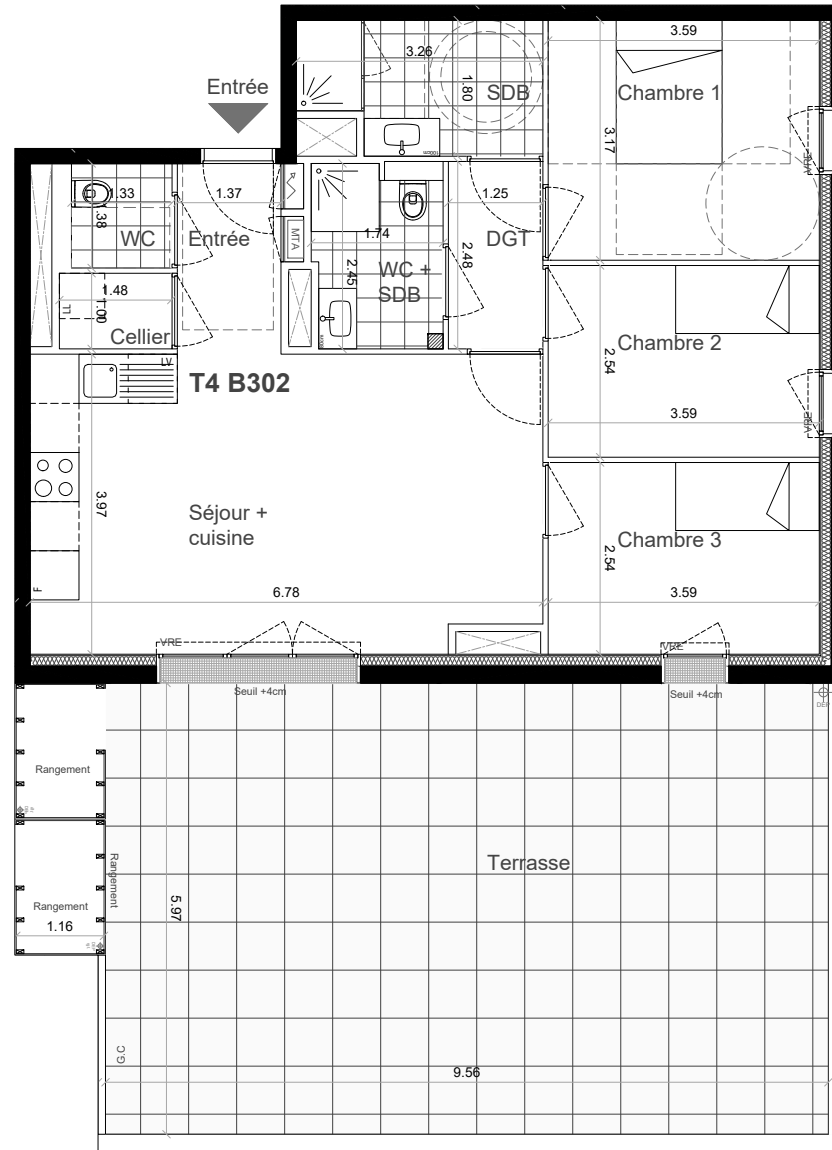 3.59
3.26
Entrée
SDB
1.80
Chambre 1
3.17
1.33
1.37
1.25
.38
1.74
WC
Entrée
MTA
DGT
2.45
2.48
WC +
SDB
1.48
LL
1.00
Cellier
Chambre 2
2.54
LV
T4 B302
3.59
VRE
3.97
Séjour +
cuisine
Chambre 3
2.54
F
6.78
3.59
VRE
VRE
Seuil +4cm
Seuil +4cm
DEP
Rangement
Terrasse
Rangement
Rangement
5.97
1.16
G.C
9.56